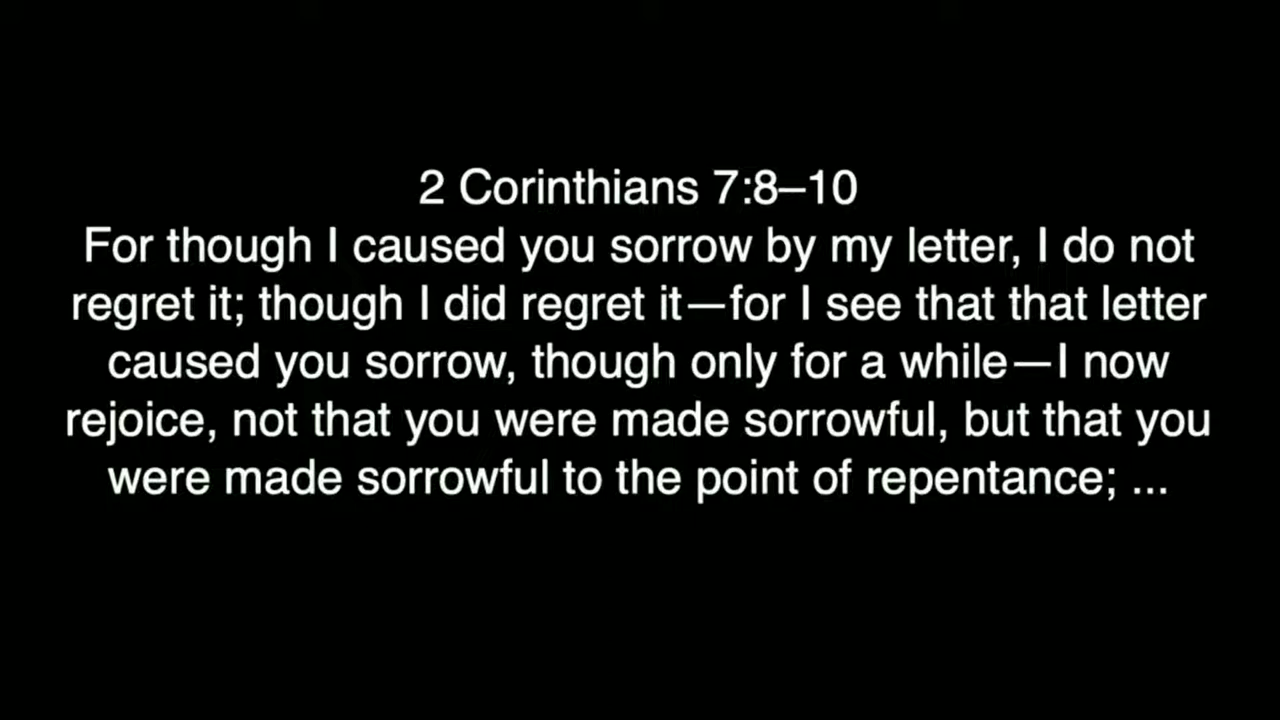 2 Corinthians 7:8–10
For though I caused you sorrow by my letter, I do not
regret it; though I did regret it—for I see that that letter
caused you sorrow, though only for a while—I now
rejoice, not that you were made sorrowful, but that you
were made sorrowful to the point of repentance; ...